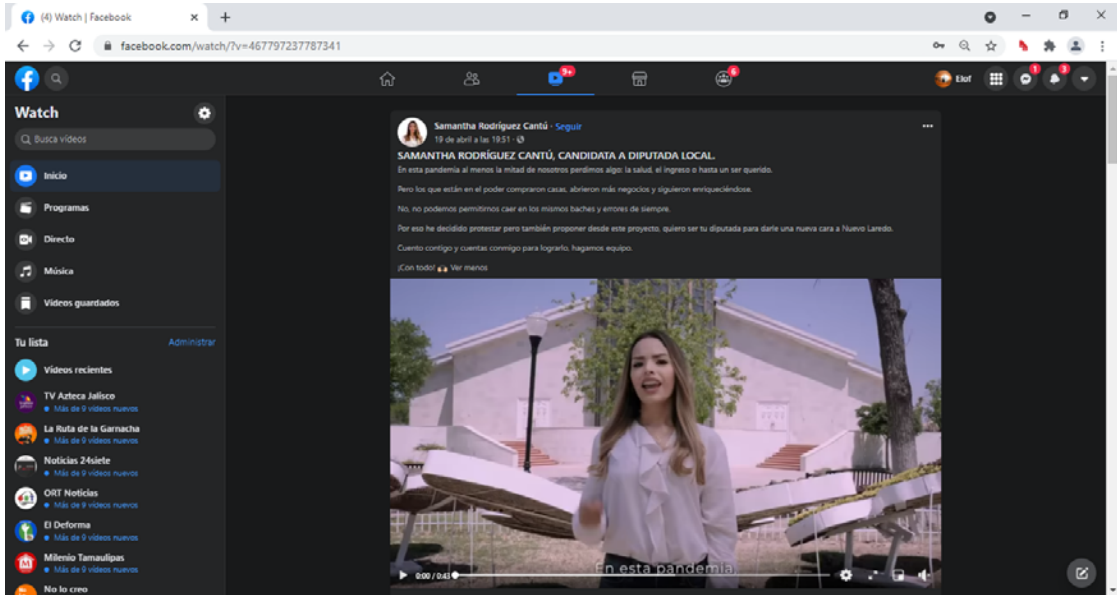 (4) Watch | Facebook
facebook.com/watch/?v=467797237787341
9+
6
Elof
1
3
Watch
Busca vídeos
Inicio
Programas
Directo
Música
Vídeos guardados
Tu lista
Administrar
Vídeos recientes
TV Azteca Jalisco
Más de 9 vídeos nuevos
La Ruta de la Garnacha
Más de 9 vídeos nuevos
Noticias 24siete
Más de 9 vídeos nuevos
ORT Noticias
Más de 9 vídeos nuevos
El Deforma
Más de 9 vídeos nuevos
Milenio Tamaulipas
Más de 9 vídeos nuevos
No lo creo
Samantha Rodríguez Cantú · Seguir
19 de abril a las 19:51 ·
SAMANTHA RODRÍGUEZ CANTÚ, CANDIDATA A DIPUTADA LOCAL.
En esta pandemia al menos la mitad de nosotros perdimos algo: la salud, el ingreso o hasta un ser querido.
Pero los que están en el poder compraron casas, abrieron más negocios y siguieron enriqueciéndose.
No, no podemos permitirnos caer en los mismos baches y errores de siempre.
Por eso he decidido protestar pero también proponer desde este proyecto, quiero ser tu diputada para darle una nueva cara a Nuevo Laredo.
Cuento contigo y cuentas conmigo para lograrlo, hagamos equipo.
¡Con todo! 🙌🏼 Ver menos
En esta pandemia,
0:00 / 0:43